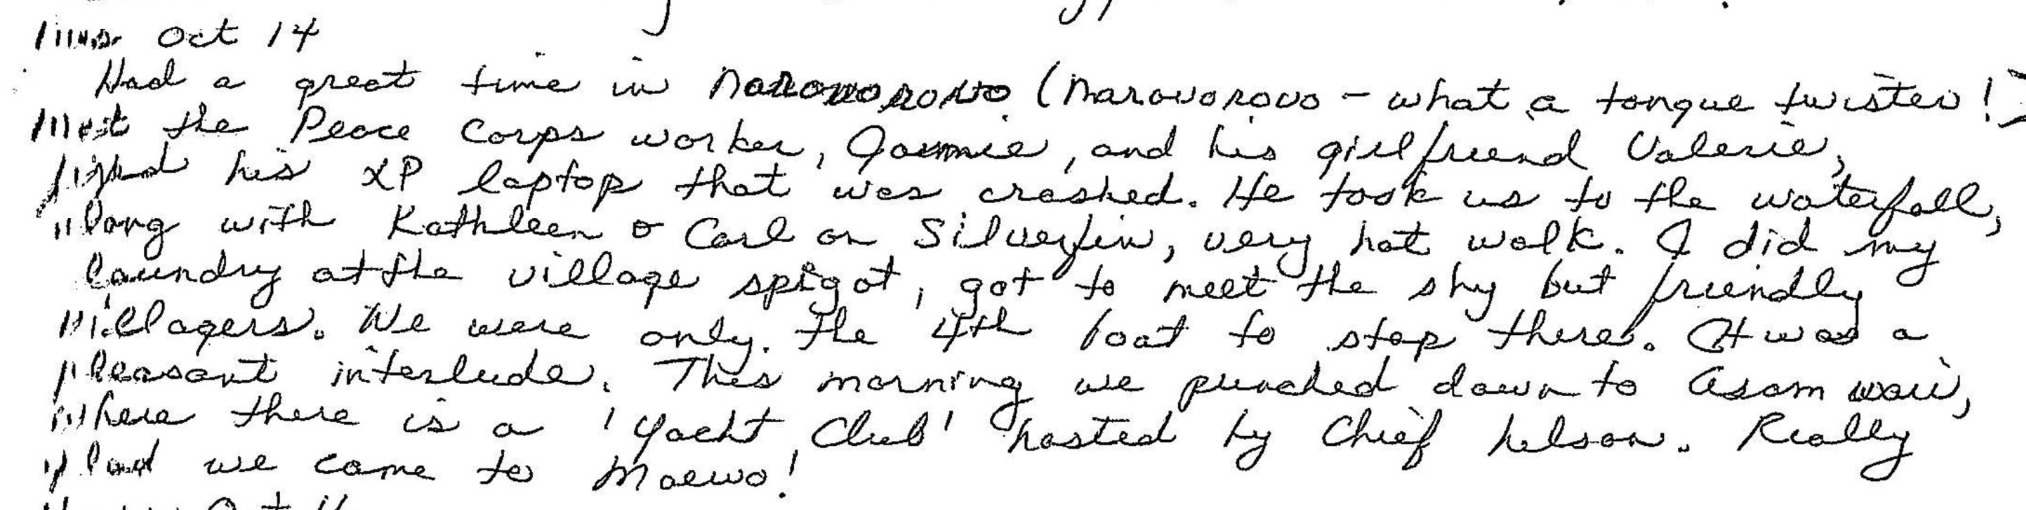 Oct 14
Had a great time in Narovorovo (Narovorovo - what a tongue twister!)
Met the Peace Corps worker, Jammie, and his girlfriend Valerie,
fixed his XP laptop that was crashed. He took us to the waterfall,
along with Kathleen & Carl on Silverfin, very hot walk. I did my
laundry at the village spigot, got to meet the shy but friendly
villagers. We were only the 4th boat to stop there. It was a
pleasant interlude. This morning we punched down to Asamwari,
where there is a 'Yacht Club' hosted by Chief Nelson. Really
glad we came to Maewo!